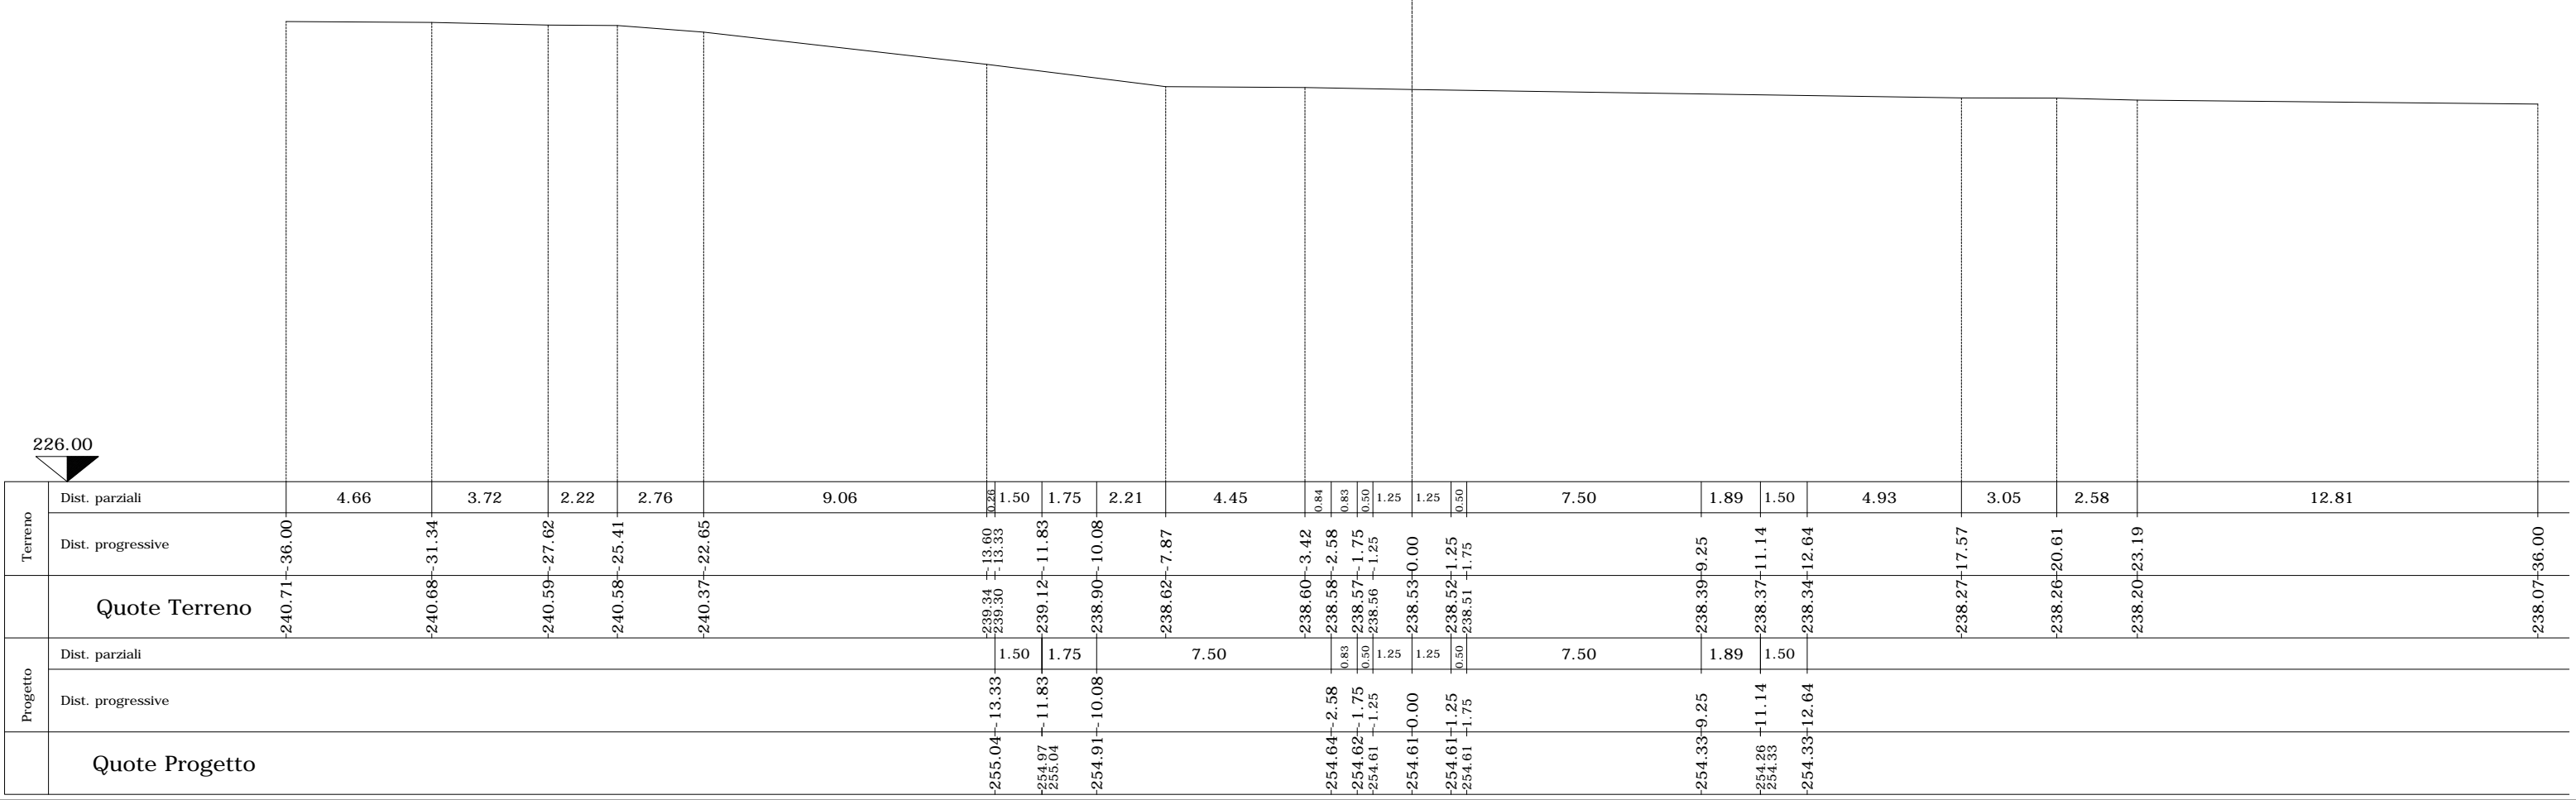 226.00
Terreno
Dist. parziali
4.66 3.72 2.22 2.76 9.06 0.26 1.50 1.75 2.21 4.45 0.84 0.83 0.50 1.25 1.25 0.50 7.50 1.89 1.50 4.93 3.05 2.58 12.81
Dist. progressive
-36.00 -31.34 -27.62 -25.41 -22.65 -13.60 -13.33 -11.83 -10.08 -7.87 -3.42 -2.58 -1.75 -1.25 0.00 1.25 1.75 9.25 11.14 12.64 17.57 20.61 23.19 36.00
Quote Terreno
240.71 240.68 240.59 240.58 240.37 239.34 239.30 239.12 238.90 238.62 238.60 238.58 238.57 238.56 238.53 238.52 238.51 238.39 238.37 238.34 238.27 238.26 238.20 238.07
Progetto
Dist. parziali
1.50 1.75 7.50 0.83 0.50 1.25 1.25 0.50 7.50 1.89 1.50
Dist. progressive
-13.33 -11.83 -10.08 -2.58 -1.75 -1.25 0.00 1.25 1.75 9.25 11.14 12.64
Quote Progetto
255.04 254.97 255.04 254.91 254.64 254.62 254.61 254.61 254.61 254.61 254.33 254.26 254.33 254.33